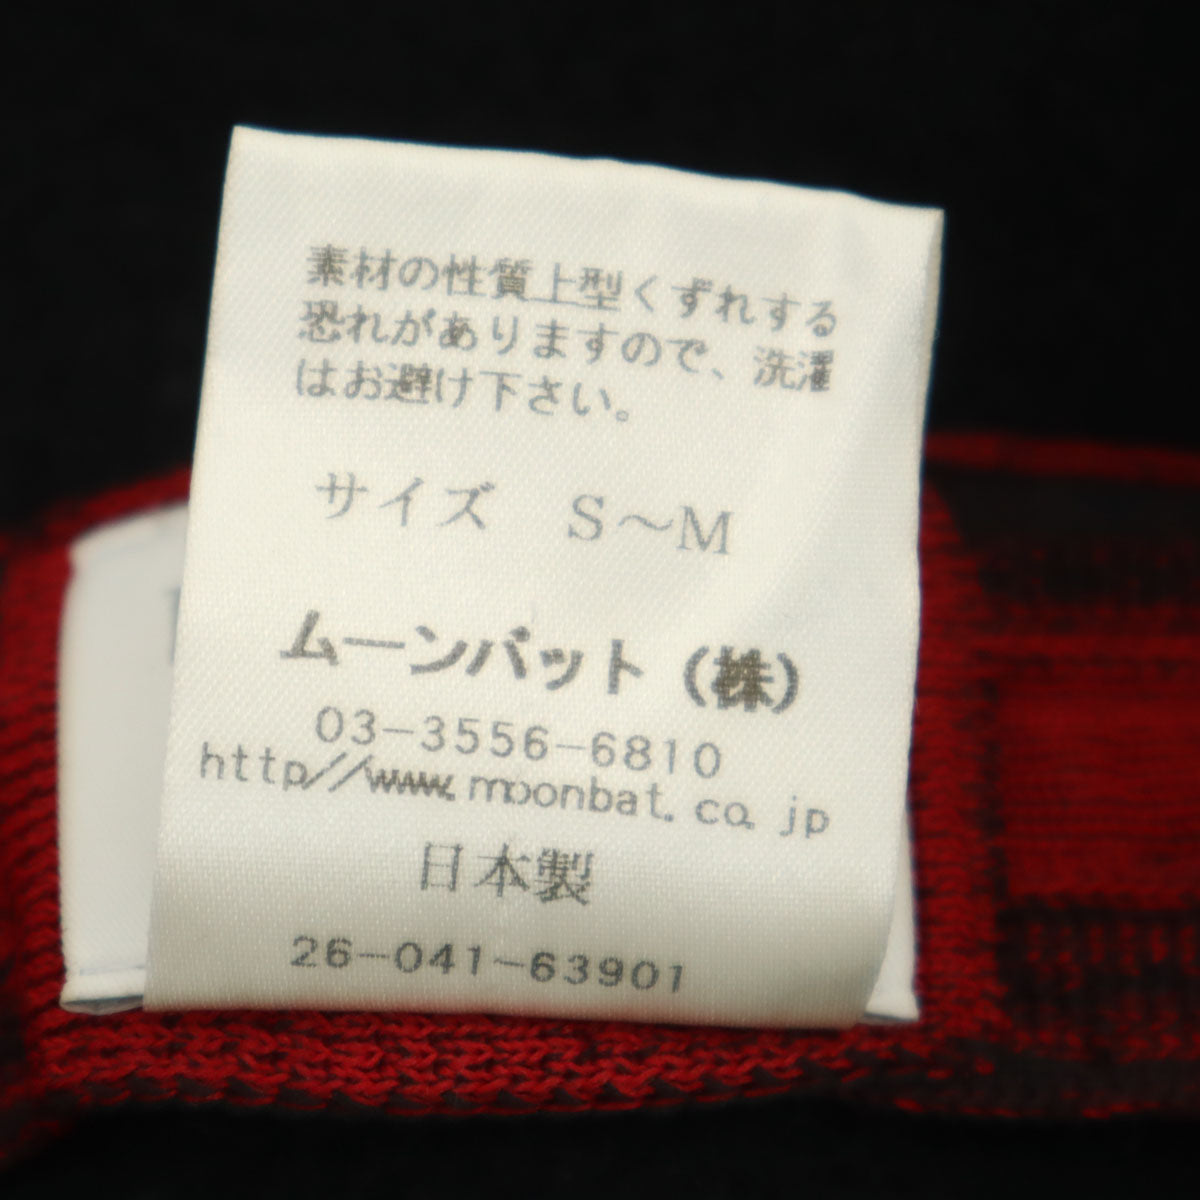 素材の性質上型くずれする
恐れがありますので、洗濯
はお避け下さい。
サイズ S～M
ムーンバット（株）
03-3556-6810
http//www.moonbat.co.jp
日本製
26-041-63901